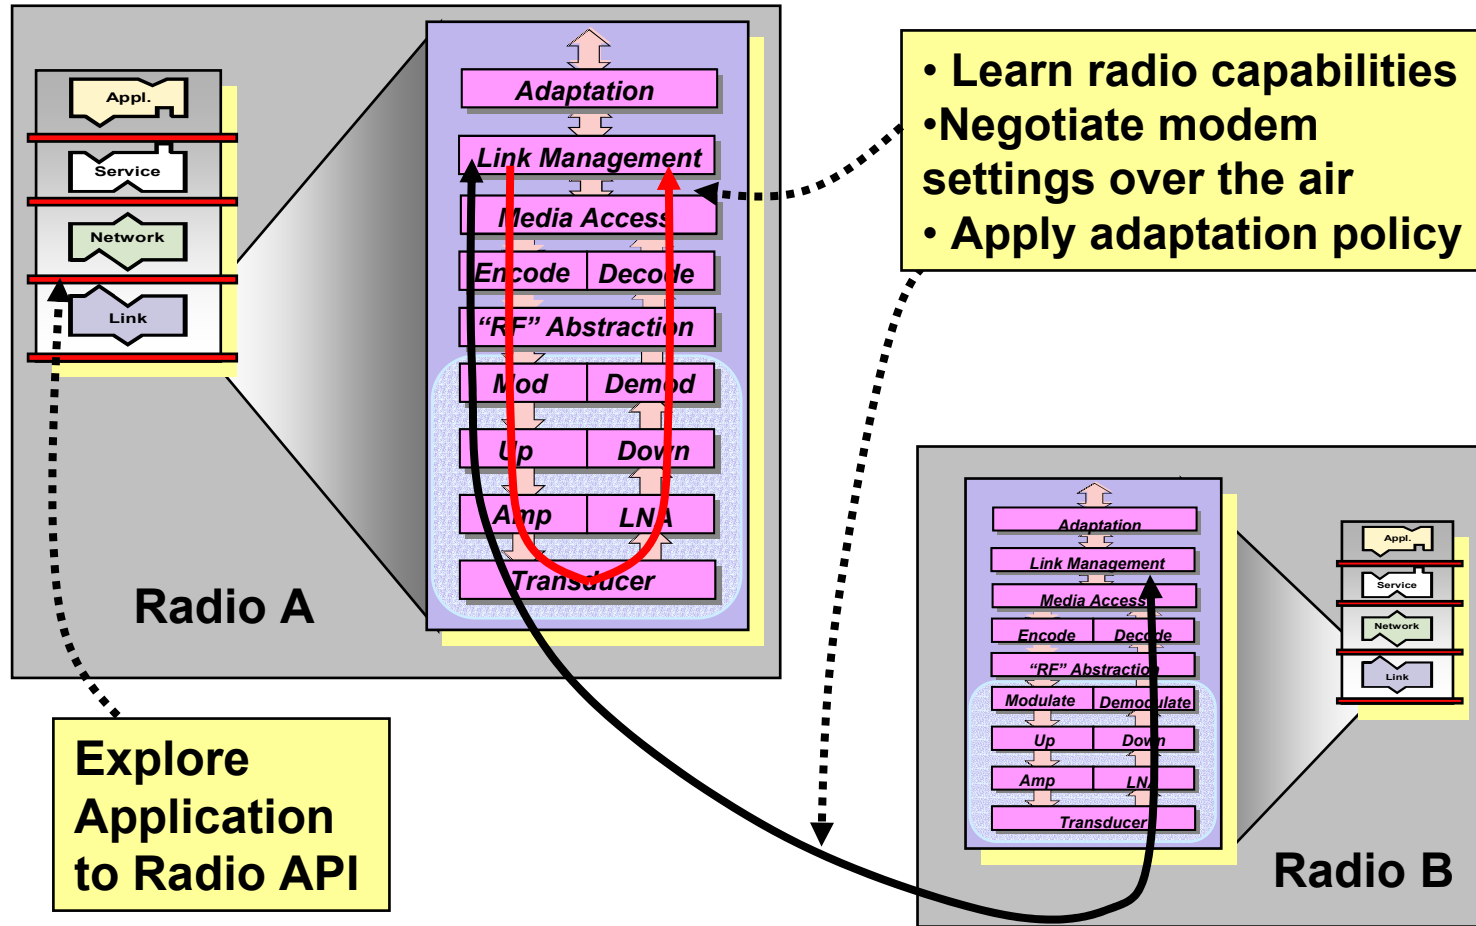 Appl.
Service
Network
Link
Adaptation
Link Management
Media Access
Encode Decode
“RF” Abstraction
Mod Demod
Up Down
Amp LNA
Transducer
Radio A
• Learn radio capabilities
•Negotiate modem
settings over the air
• Apply adaptation policy
Explore
Application
to Radio API
Adaptation
Link Management
Media Access
Encode Decode
“RF” Abstraction
Modulate Demodulate
Up Down
Amp LNA
Transducer
Appl.
Service
Network
Link
Radio B